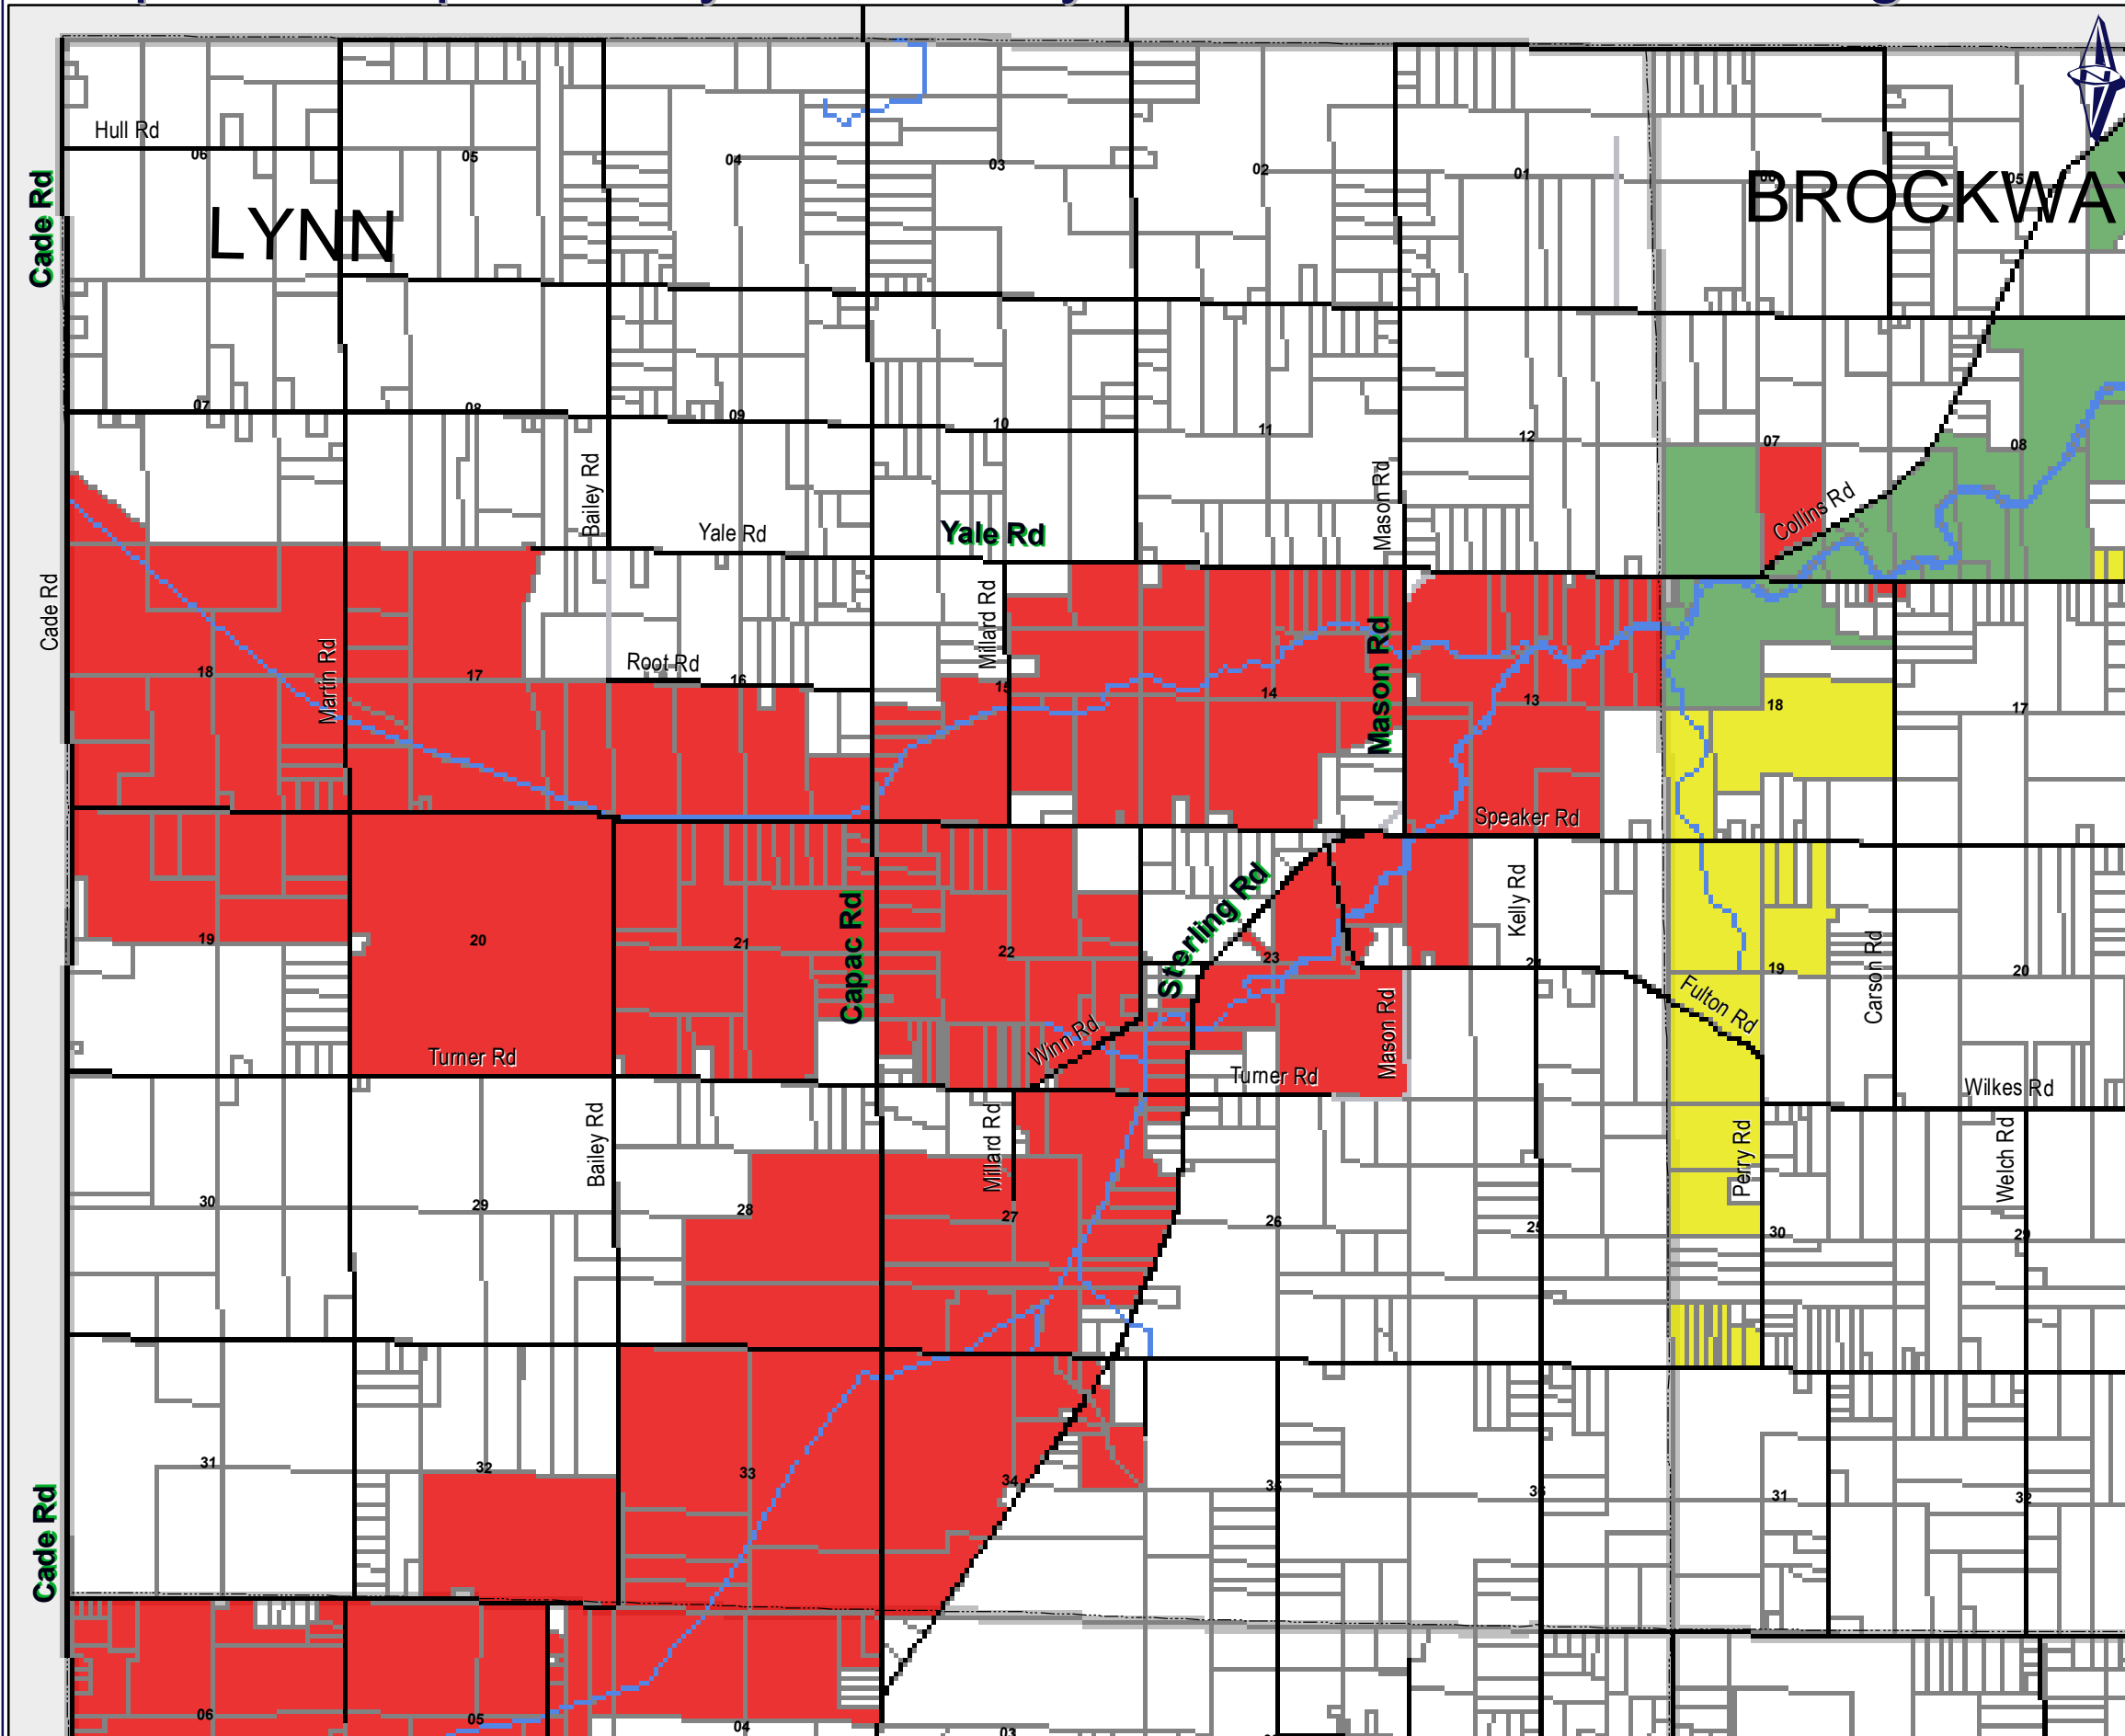 Hull Rd
06
05
04
03
02
01
05
LYNN
BROCKWAY
Cade Rd
07
08
09
10
11
12
07
08
Bailey Rd
Yale Rd
Yale Rd
Mason Rd
Collins Rd
Cade Rd
Martin Rd
Millard Rd
Root Rd
Mason Rd
18
17
16
15
14
13
18
17
Speaker Rd
Sterling Rd
Kelly Rd
Capac Rd
Carson Rd
19
20
21
22
23
24
19
20
Winn Rd
Fulton Rd
Mason Rd
Turner Rd
Turner Rd
Wilkes Rd
Bailey Rd
Millard Rd
Perry Rd
Welch Rd
30
29
28
27
26
25
30
29
31
32
33
34
35
36
31
32
Cade Rd
06
05
04
03
N